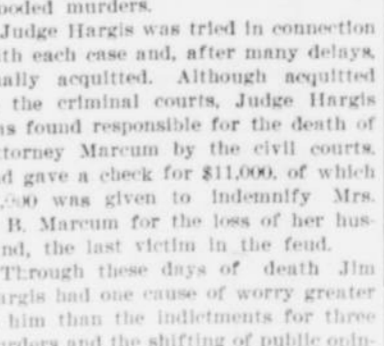 ooded murders.
Judge Hargis was tried in connection
ith each case and, after many delays,
nally acquitted. Although acquitted
the criminal courts, Judge Hargis
as found responsible for the death of
ttorney Marcum by the civil courts,
nd gave a check for $11,000, of which
was given to indemnify Mrs.
B. Marcum for the loss of her hus-
nd, the last victim in the feud.
Through these days of death Jim
argis had one cause of worry greater
him than the indictments for three
rders and the shifting of public opin-